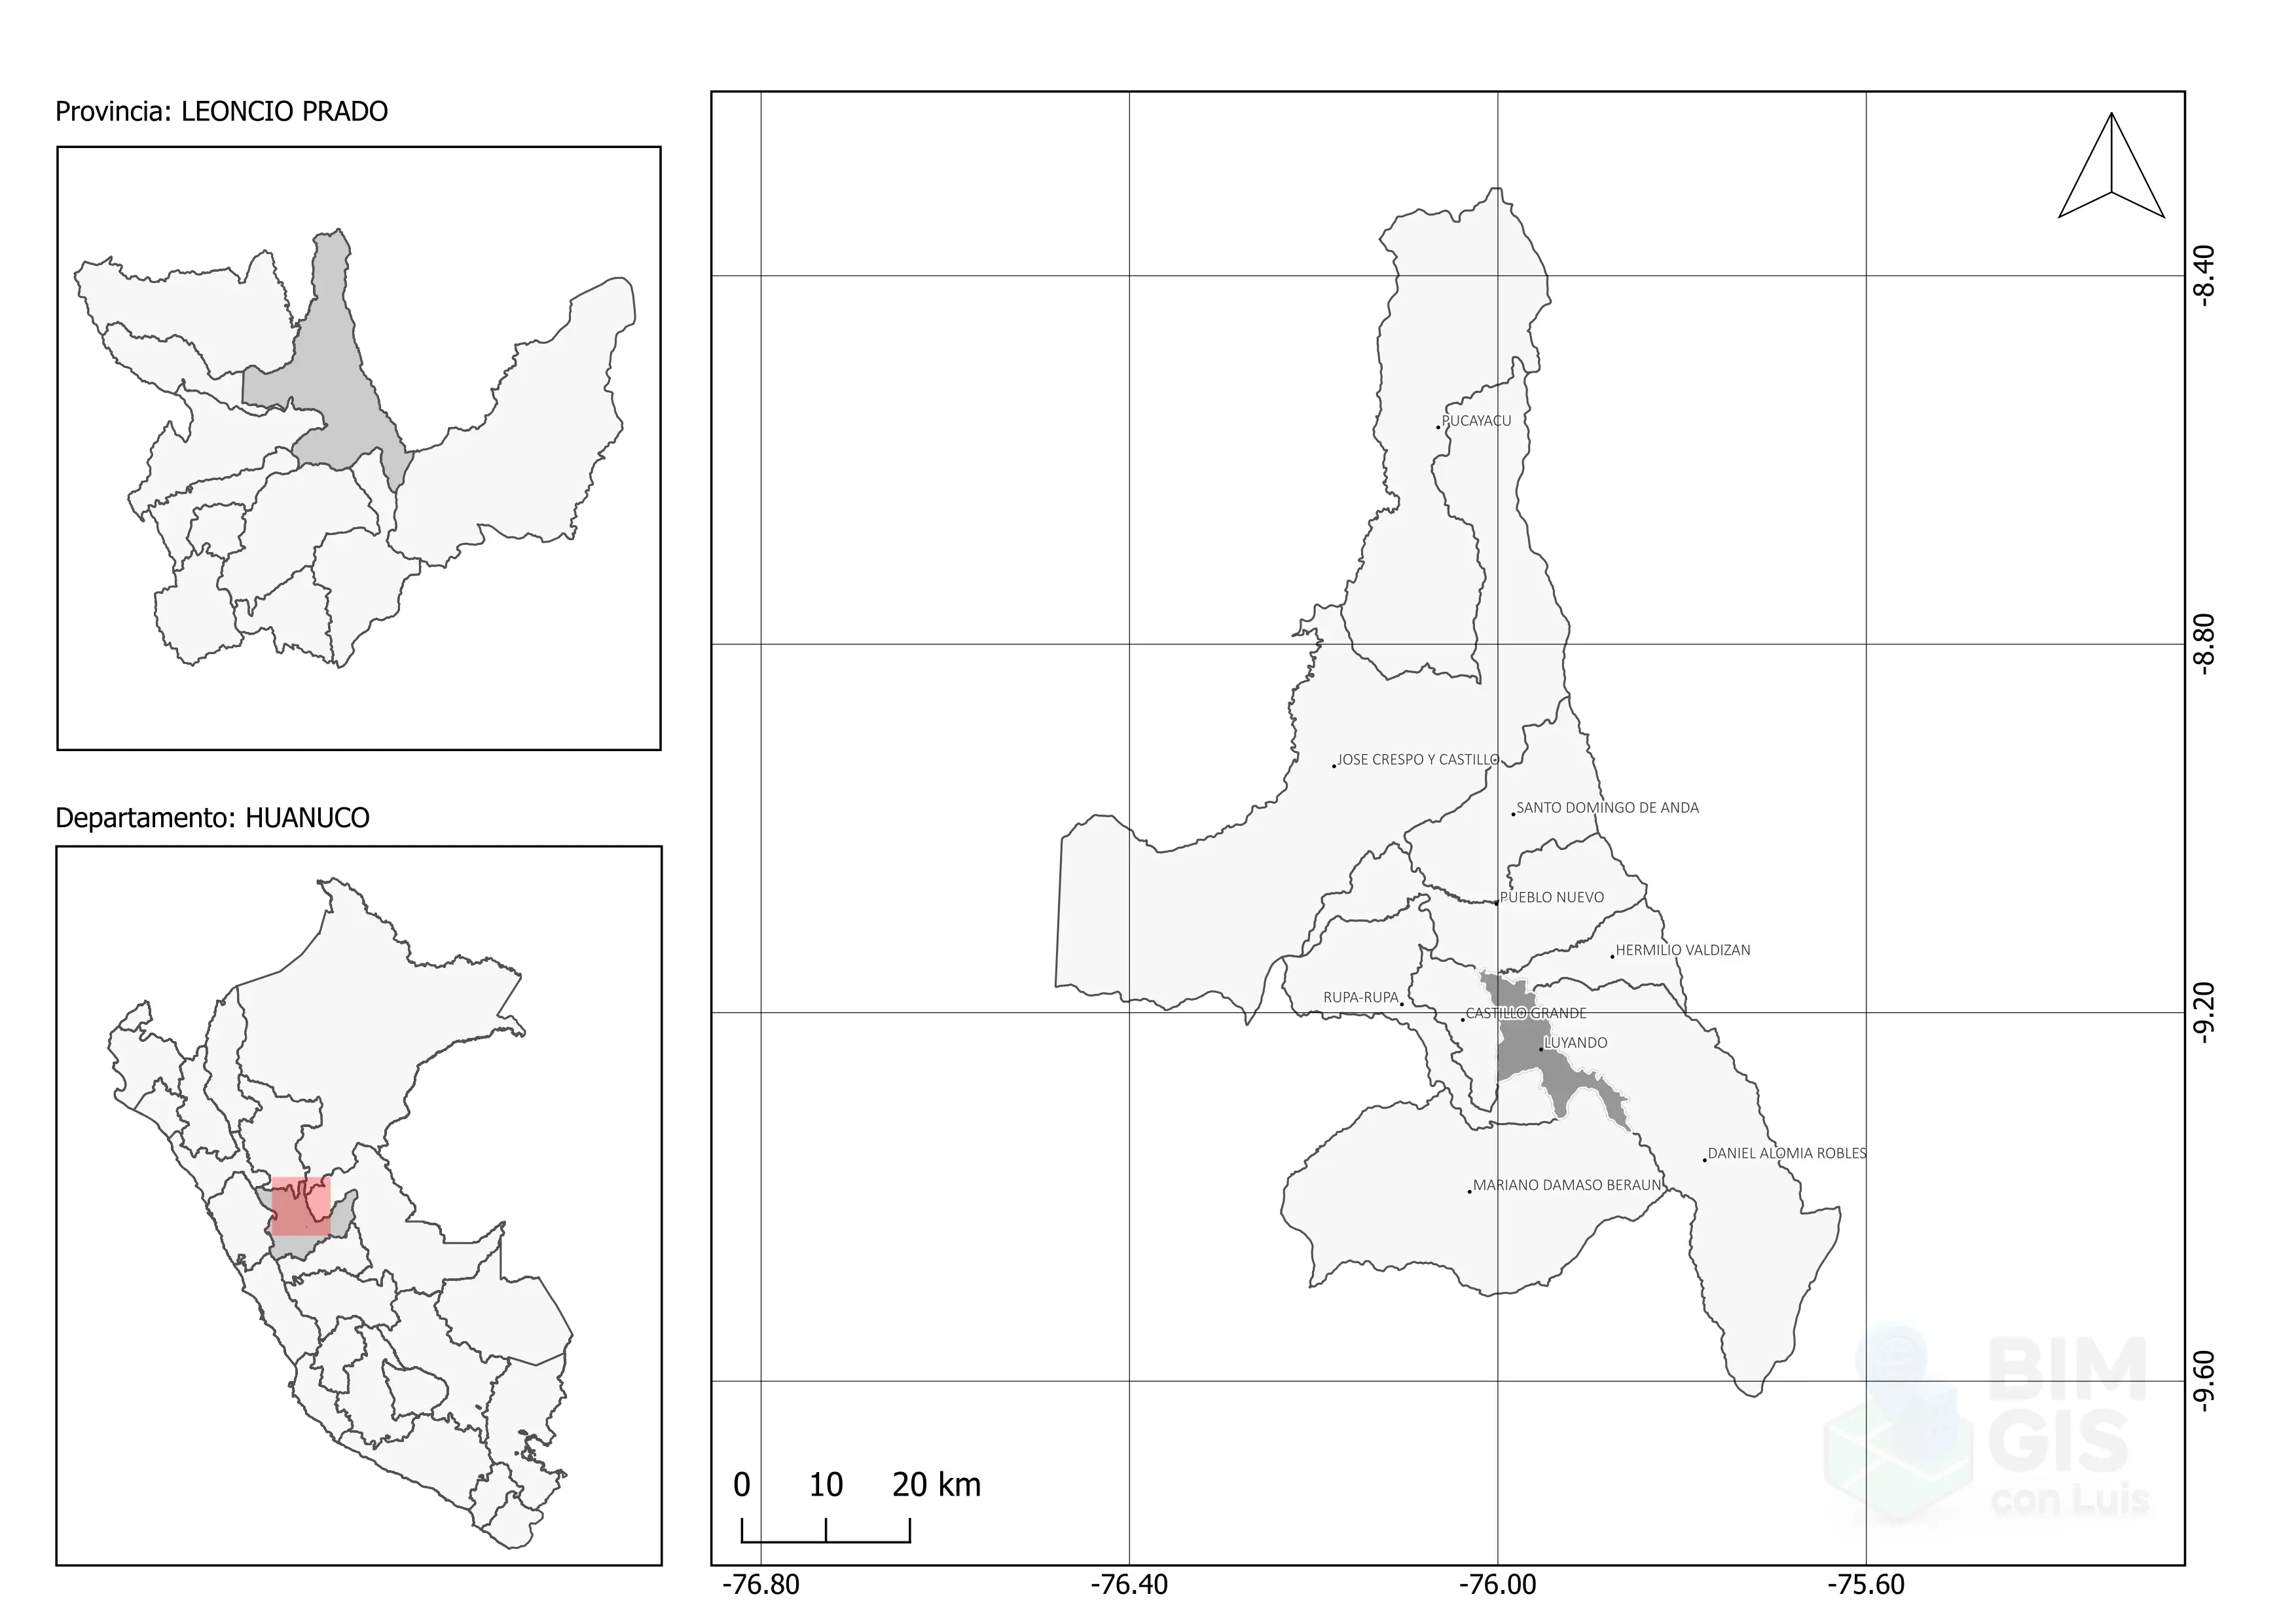 Provincia: LEONCIO PRADO
Departamento: HUANUCO
PUCAYACU
JOSE CRESPO Y CASTILLO
SANTO DOMINGO DE ANDA
PUEBLO NUEVO
HERMILIO VALDIZAN
RUPA-RUPA
CASTILLO GRANDE
LUYANDO
DANIEL ALOMIA ROBLES
MARIANO DAMASO BERAUN
-8.40
-8.80
-9.20
-9.60
BIM
GIS
con Luis
0 10 20 km
-76.80 -76.40 -76.00 -75.60